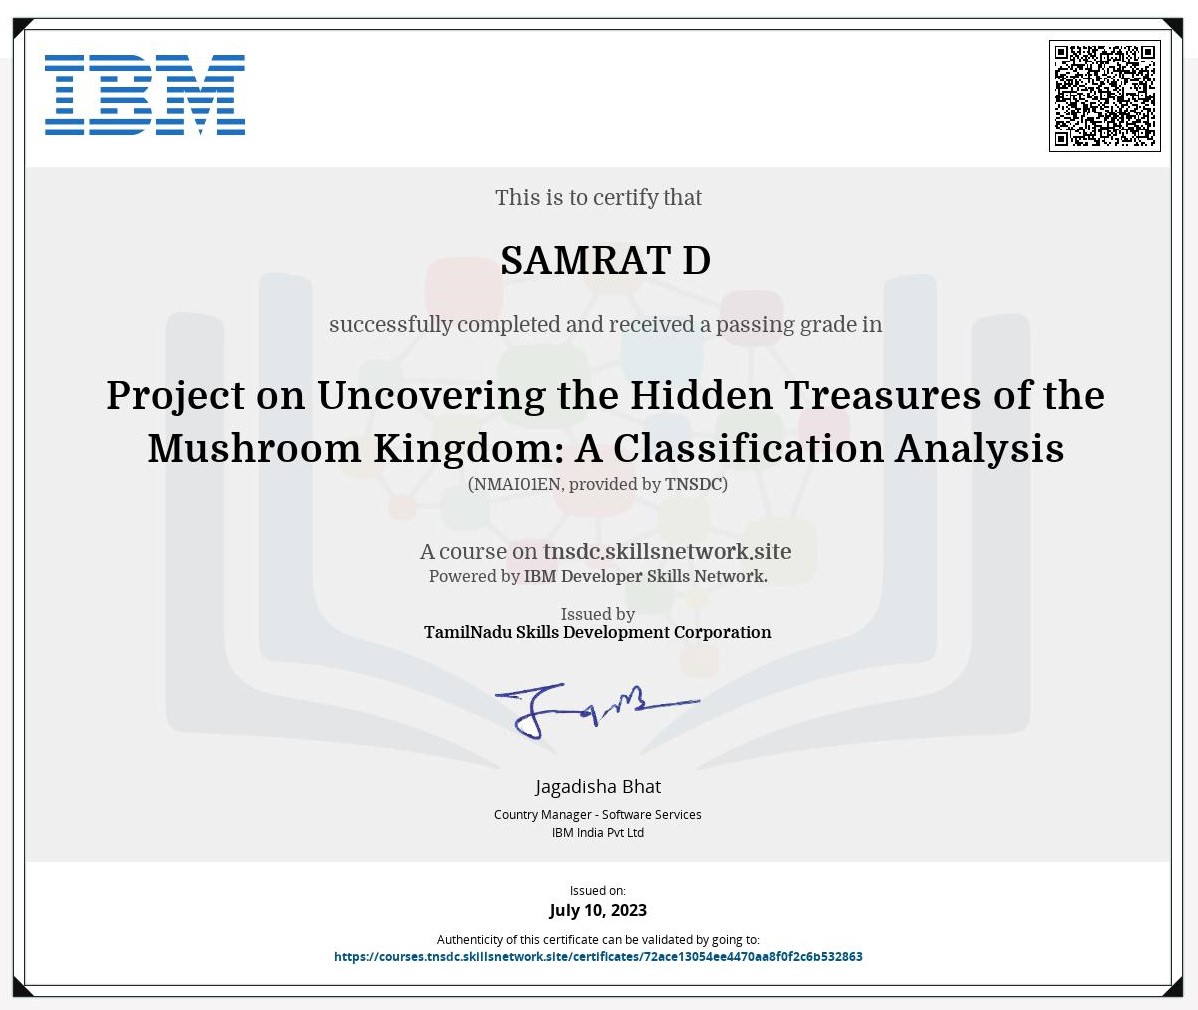 IBM
This is to certify that
SAMRAT D
successfully completed and received a passing grade in
Project on Uncovering the Hidden Treasures of the
Mushroom Kingdom: A Classification Analysis
(NMAI01EN, provided by TNSDC)
A course on tnsdc.skillsnetwork.site
Powered by IBM Developer Skills Network.
Issued by
TamilNadu Skills Development Corporation
Jagadisha Bhat
Country Manager - Software Services
IBM India Pvt Ltd
Issued on:
July 10, 2023
Authenticity of this certificate can be validated by going to:
https://courses.tnsdc.skillsnetwork.site/certificates/72ace13054ee4470aa8f0f2c6b532863